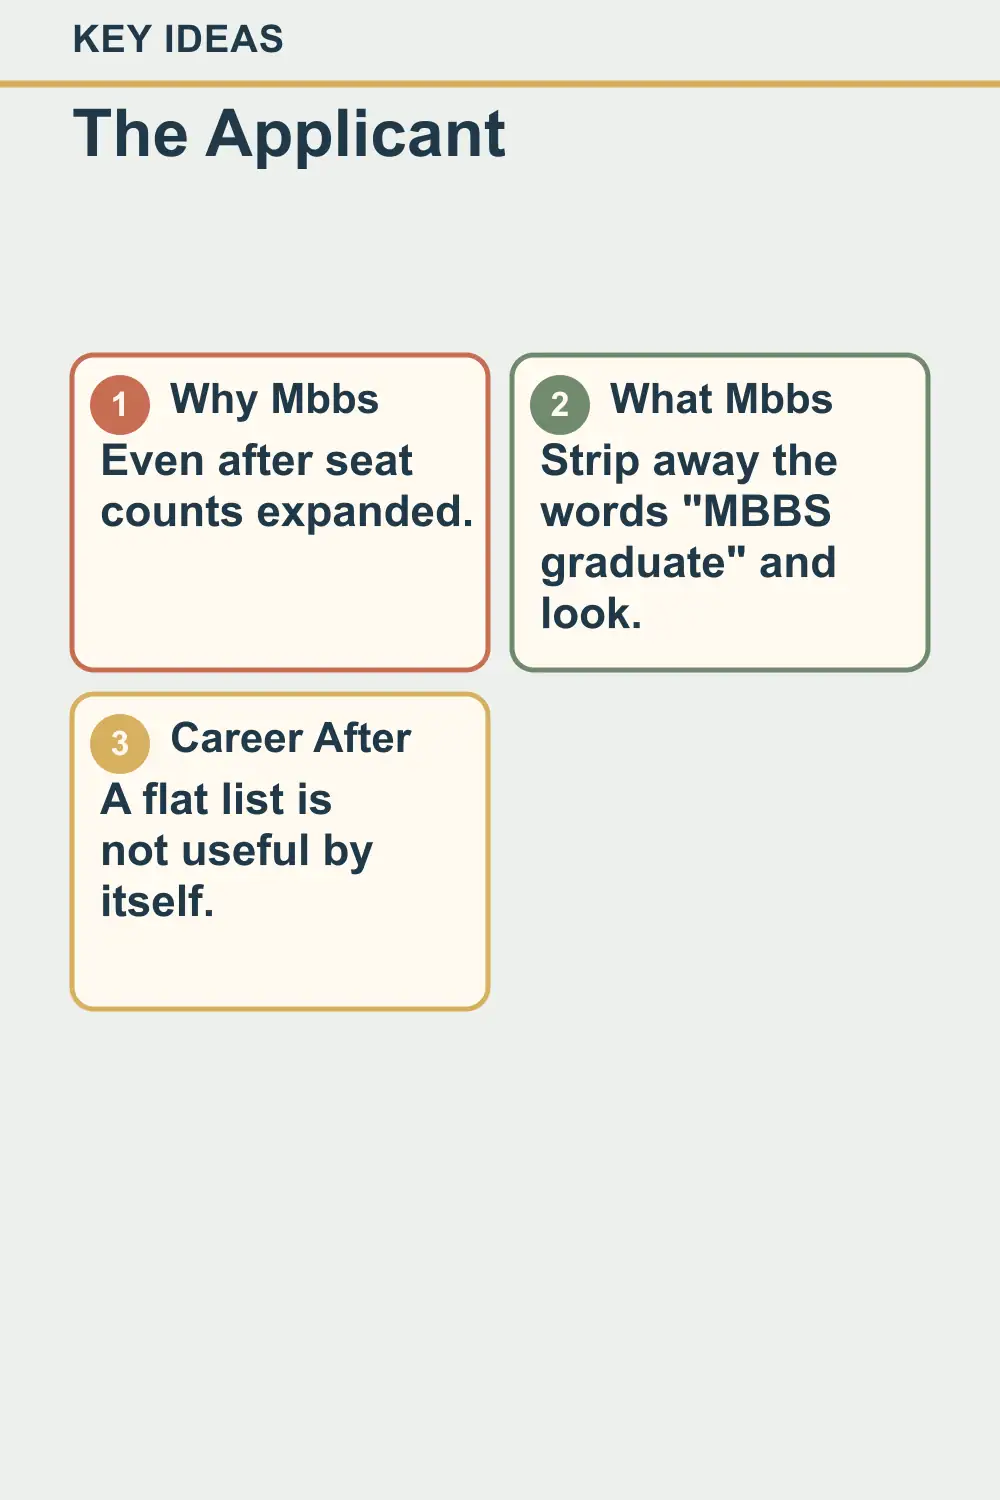 KEY IDEAS
The Applicant
1 Why Mbbs
Even after seat
counts expanded.
2 What Mbbs
Strip away the
words "MBBS
graduate" and
look.
3 Career After
A flat list is
not useful by
itself.